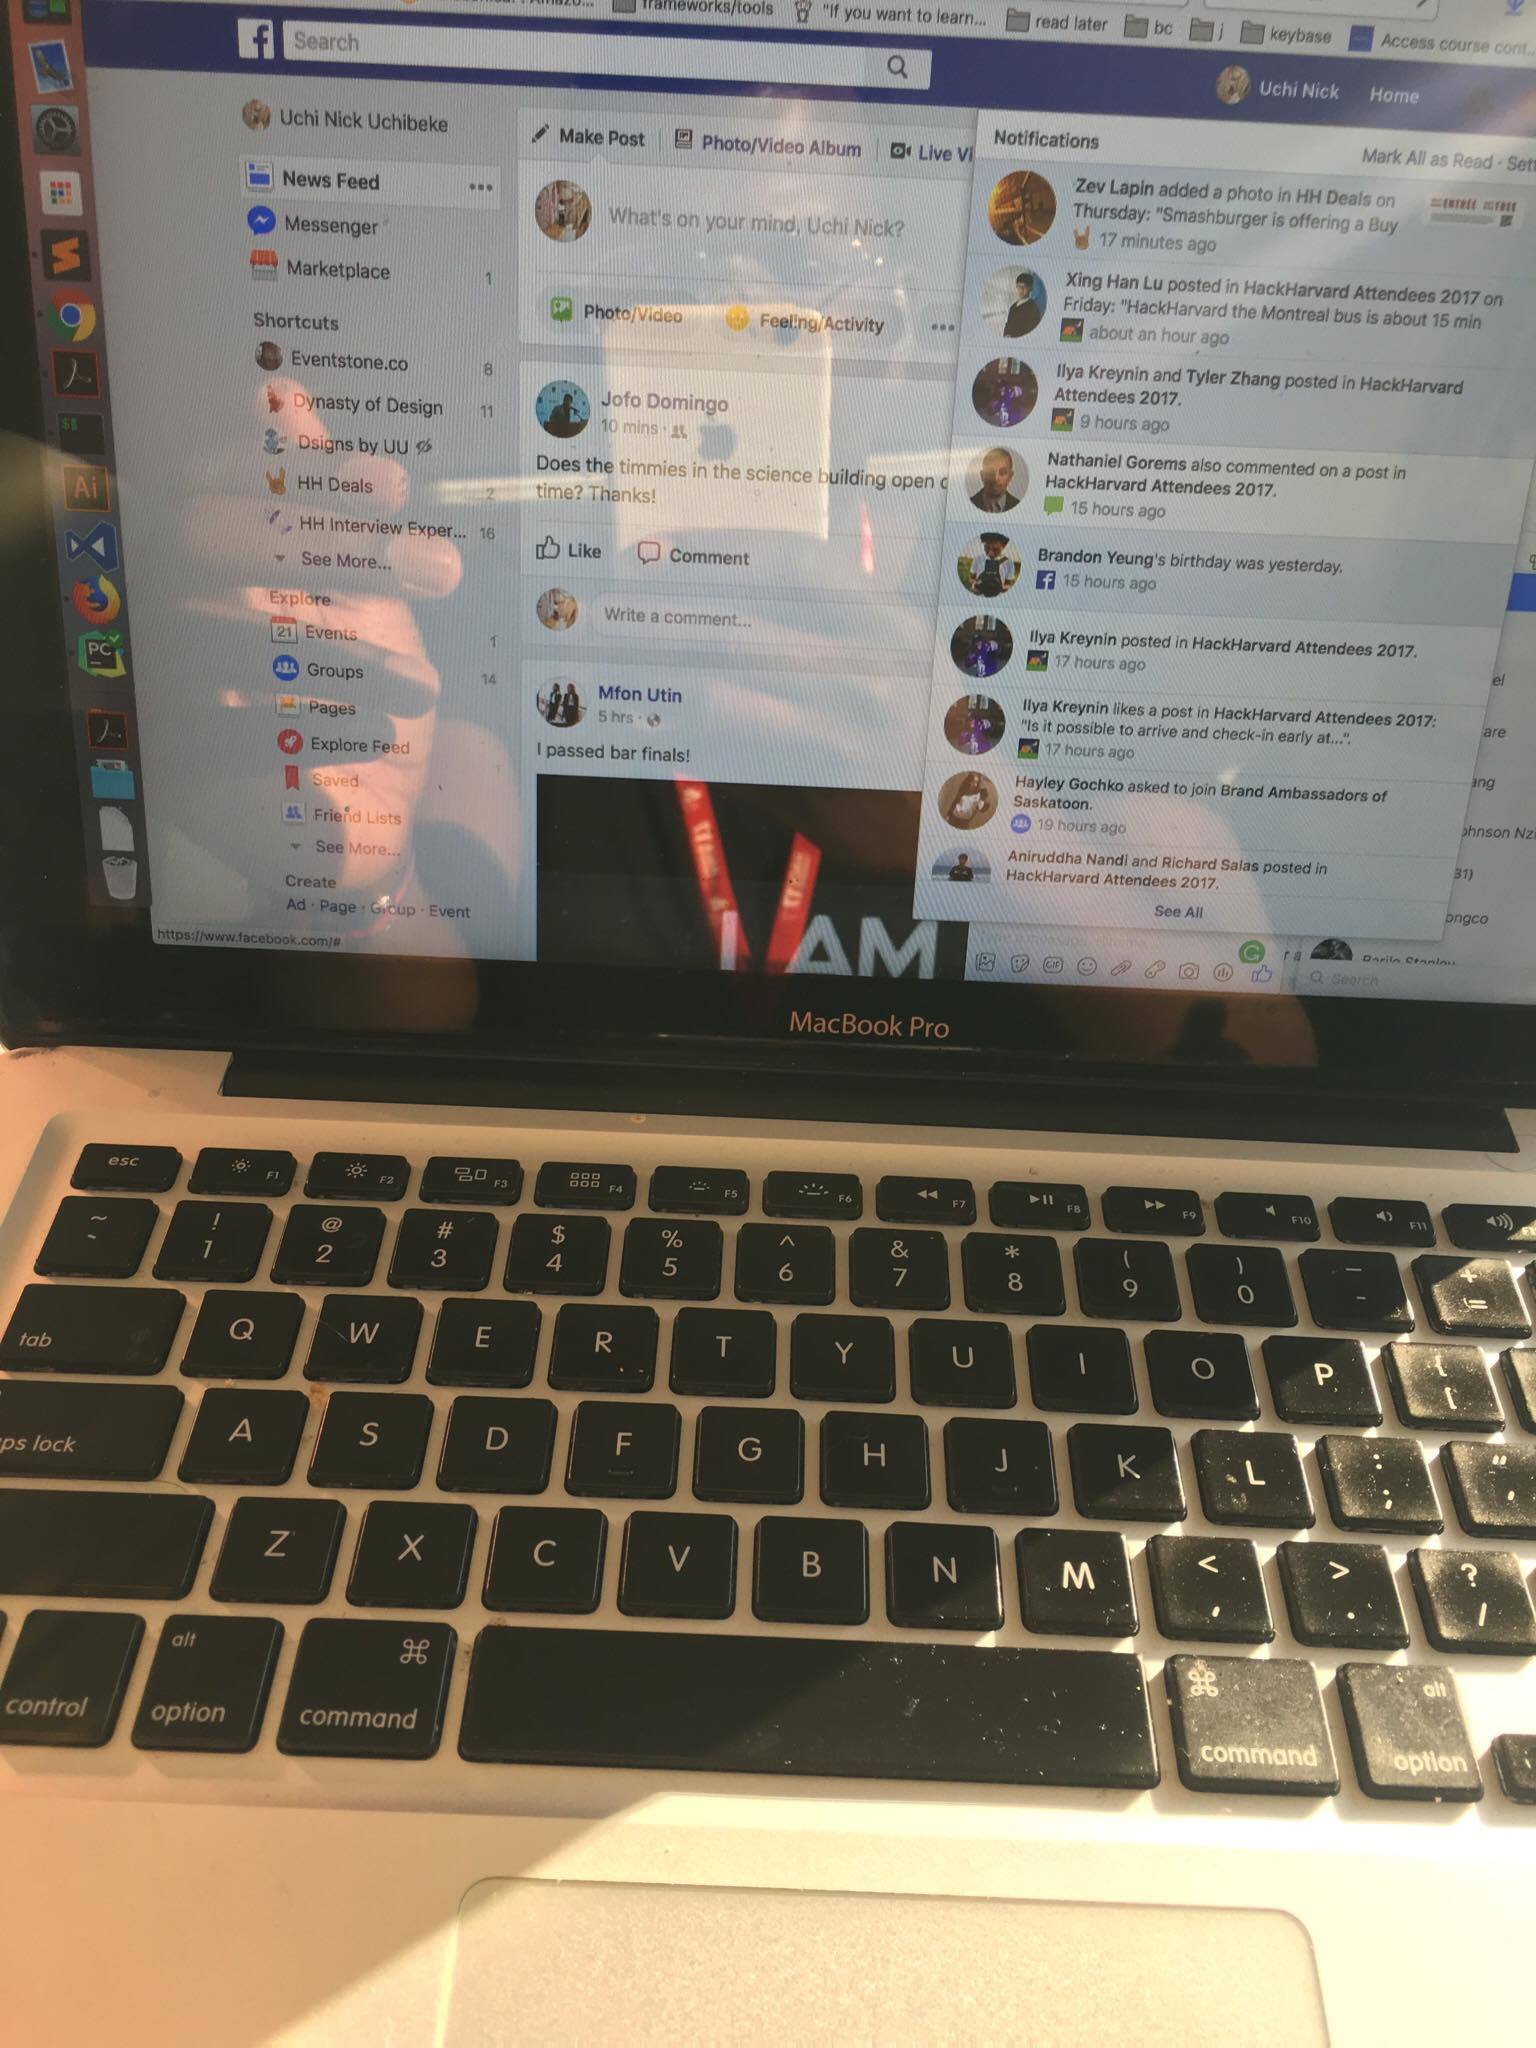 frameworks/tools
"If you want to learn...
read later
bc
j
keybase
Access course cont...
f
Search
Uchi Nick
Home
Uchi Nick Uchibeke
News Feed
Messenger
Marketplace
1
Shortcuts
Eventstone.co
8
Dynasty of Design
11
Dsigns by UU
HH Deals
2
HH Interview Exper...
16
See More...
Explore
21
Events
1
Groups
14
Pages
Explore Feed
Saved
Friend Lists
See More...
Create
Ad · Page · Group · Event
https://www.facebook.com/#
Ai
PC
$$
Make Post
Photo/Video Album
Live Vi
What's on your mind, Uchi Nick?
Photo/Video
Feeling/Activity
Jofo Domingo
10 mins ·
Does the timmies in the science building open
time? Thanks!
Like
Comment
Write a comment...
Mfon Utin
5 hrs ·
I passed bar finals!
AM
Notifications
Mark All as Read · Sett
Zev Lapin added a photo in HH Deals on
Thursday: "Smashburger is offering a Buy
17 minutes ago
Xing Han Lu posted in HackHarvard Attendees 2017 on
Friday: "HackHarvard the Montreal bus is about 15 min
about an hour ago
Ilya Kreynin and Tyler Zhang posted in HackHarvard
Attendees 2017.
9 hours ago
Nathaniel Gorems also commented on a post in
HackHarvard Attendees 2017.
15 hours ago
Brandon Yeung's birthday was yesterday.
15 hours ago
Ilya Kreynin posted in HackHarvard Attendees 2017.
17 hours ago
Ilya Kreynin likes a post in HackHarvard Attendees 2017:
"Is it possible to arrive and check-in early at...".
17 hours ago
Hayley Gochko asked to join Brand Ambassadors of
Saskatoon.
19 hours ago
Aniruddha Nandi and Richard Salas posted in
HackHarvard Attendees 2017.
See All
el
are
ang
ohnson Nz
31)
ongco
GIF
Search
MacBook Pro
esc F1 F2 F3 F4 F5 F6 F7 F8 F9 F10 F11
~ ! @ # $ % ^ & * ( ) — +
1 2 3 4 5 6 7 8 9 0 - =
tab Q W E R T Y U I O P { [
ps lock A S D F G H J K L : ; " '
Z X C V B N M < , > . ? /
alt ⌘ ⌘ alt
control option command command option